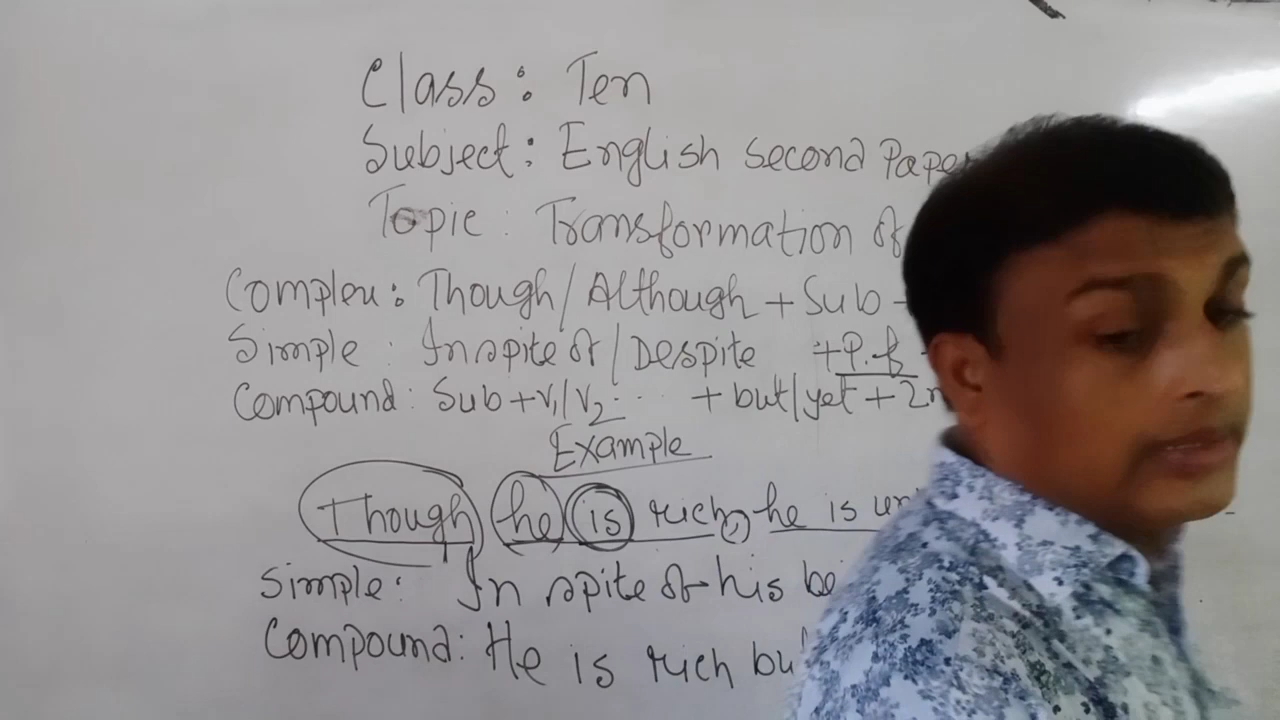 Class: Ten
Subject: English second Paper
Topic: Transformation of
Complex: Though/Although + Sub +
Simple: In spite of/Despite + P.f
Compound: Sub + V1/V2 ... + but/yet + 2n
Example
Though he is rich, he is un
Simple: In spite of his be
Compound: He is rich bu